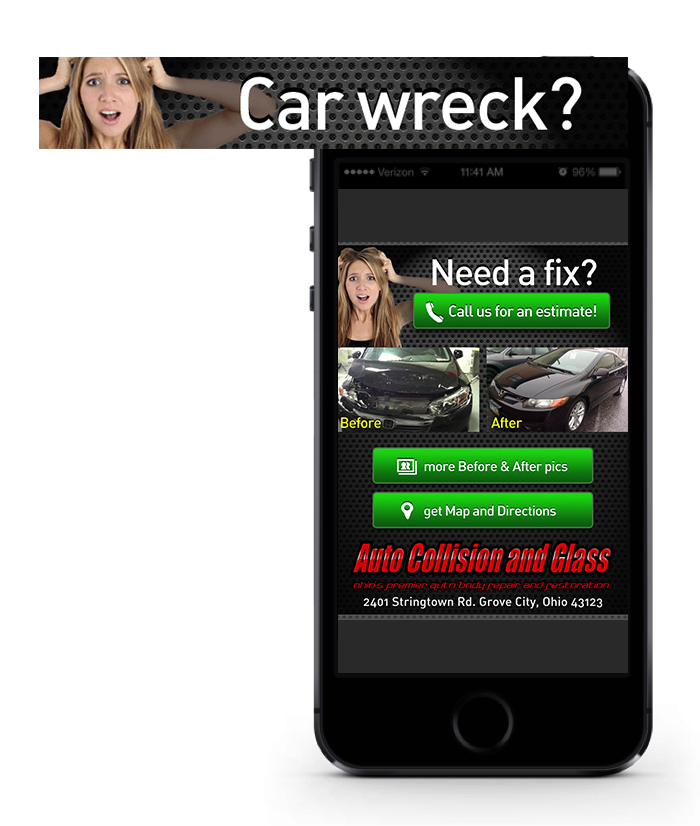 Car wreck?
Verizon 11:41 AM 96%
Need a fix?
Call us for an estimate!
Before After
more Before & After pics
get Map and Directions
Auto Collision and Glass
ohio's premier auto body repair and restoration
2401 Stringtown Rd. Grove City, Ohio 43123